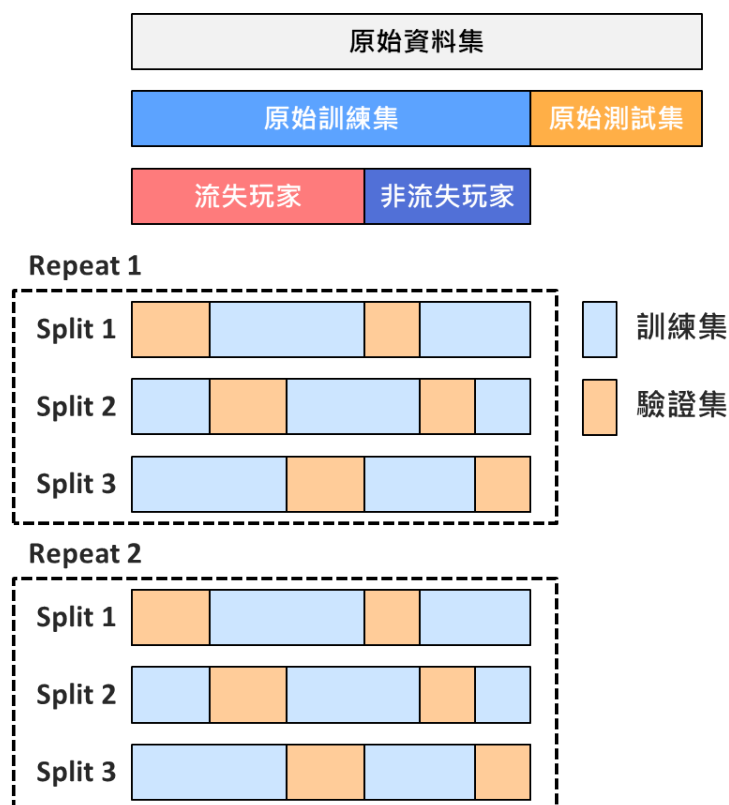 原始資料集
原始訓練集 原始測試集
流失玩家 非流失玩家
Repeat 1
Split 1
訓練集
Split 2
驗證集
Split 3
Repeat 2
Split 1
Split 2
Split 3